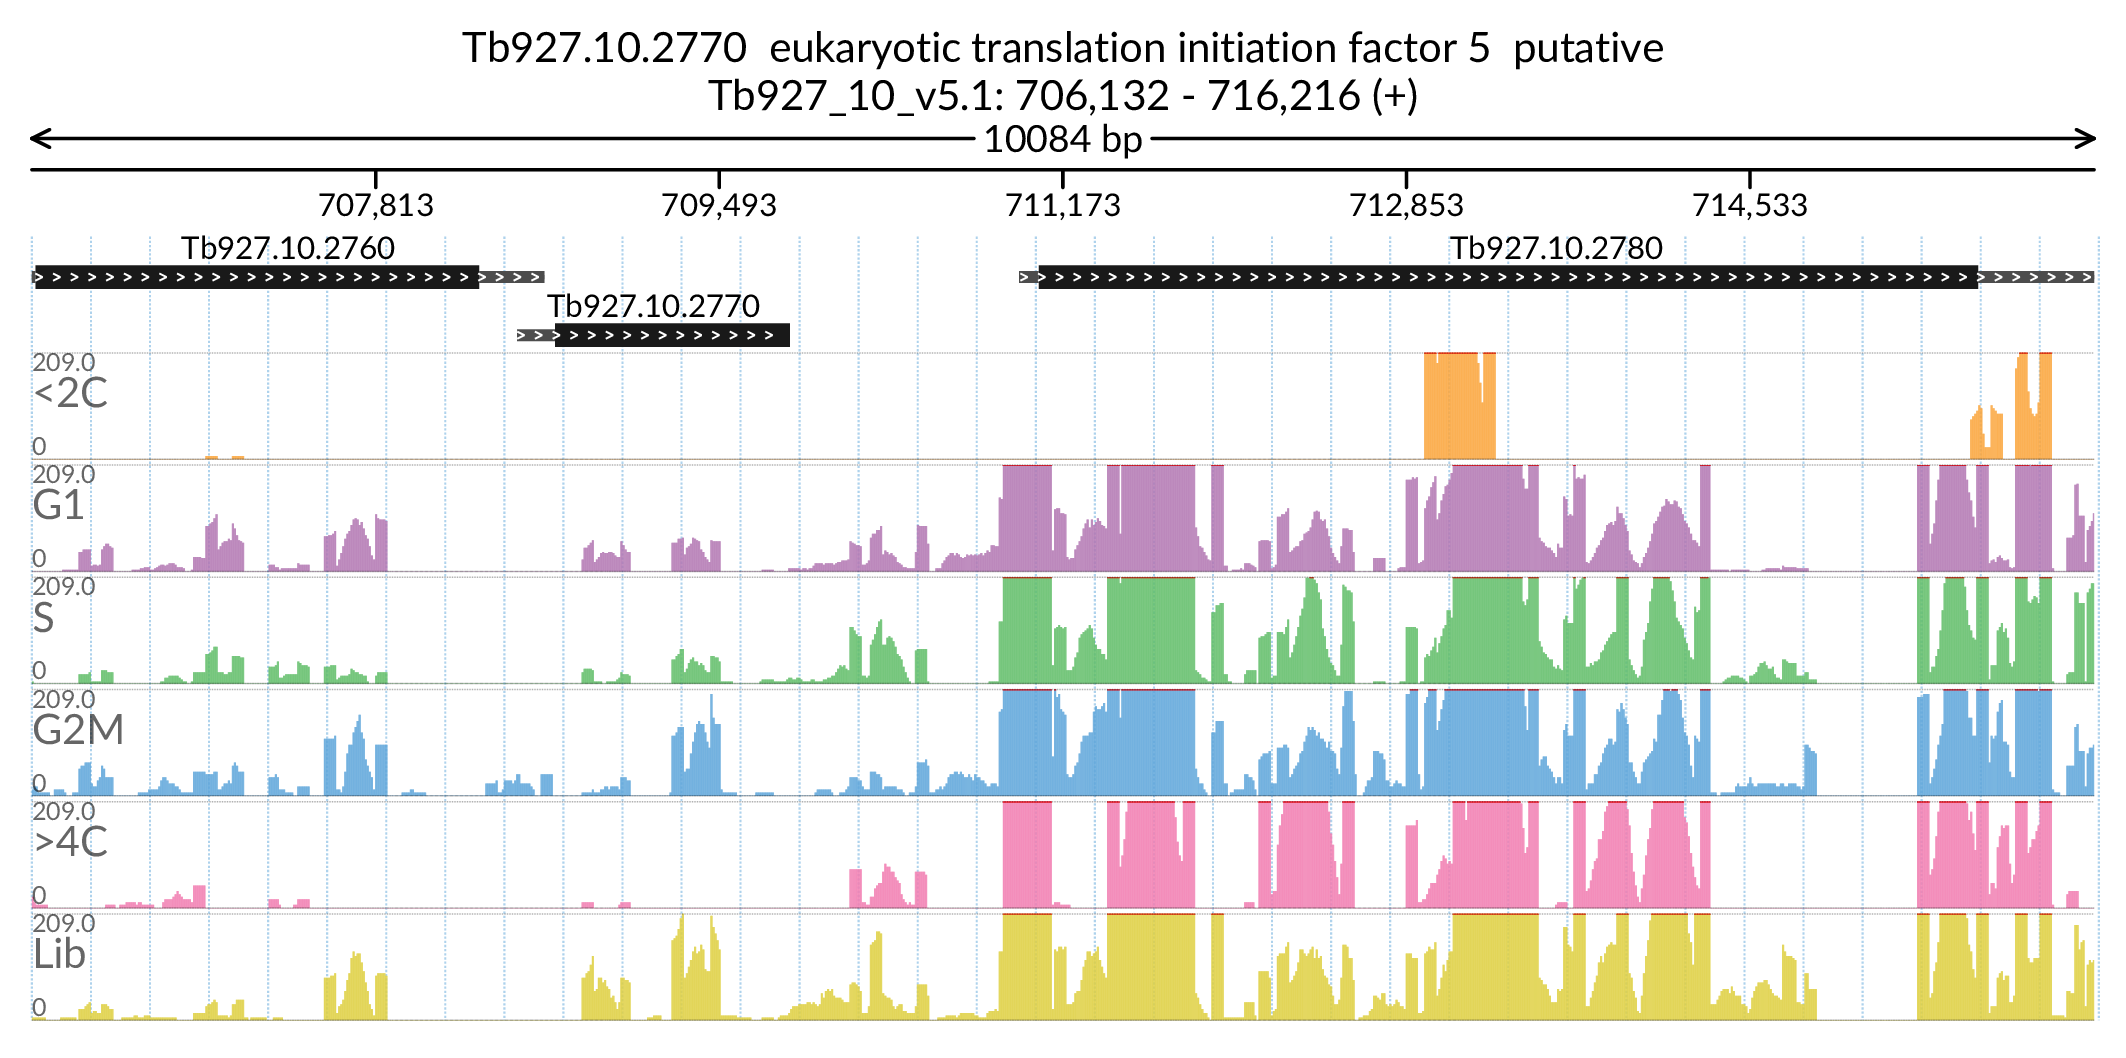 Tb927.10.2770  eukaryotic translation initiation factor 5  putative
Tb927_10_v5.1: 706,132 - 716,216 (+)
10084 bp
707,813 709,493 711,173 712,853 714,533
Tb927.10.2760 Tb927.10.2780
Tb927.10.2770
209.0
<2C
0
209.0
G1
0
209.0
S
0
209.0
G2M
0
209.0
>4C
0
209.0
Lib
0